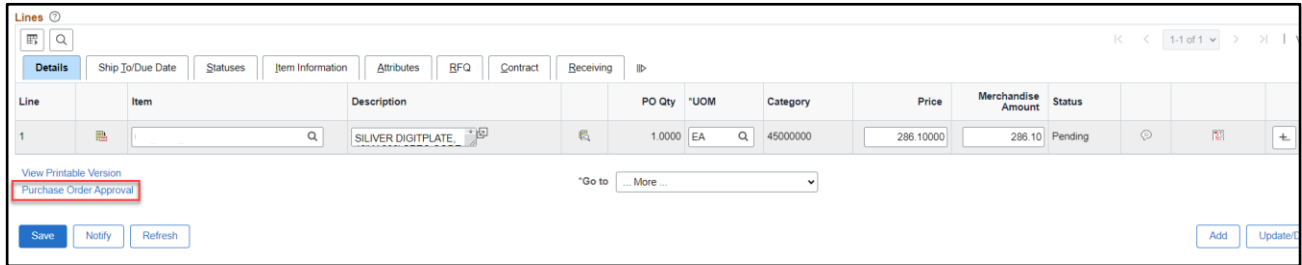 Lines
1-1 of 1
Details Ship To/Due Date Statuses Item Information Attributes RFQ Contract Receiving
Line Item Description PO Qty *UOM Category Price Merchandise Amount Status
1 SILIVER DIGITPLATE, 1.0000 EA 45000000 286.10000 286.10 Pending
View Printable Version
Purchase Order Approval
*Go to ... More ...
Save Notify Refresh Add Update/D